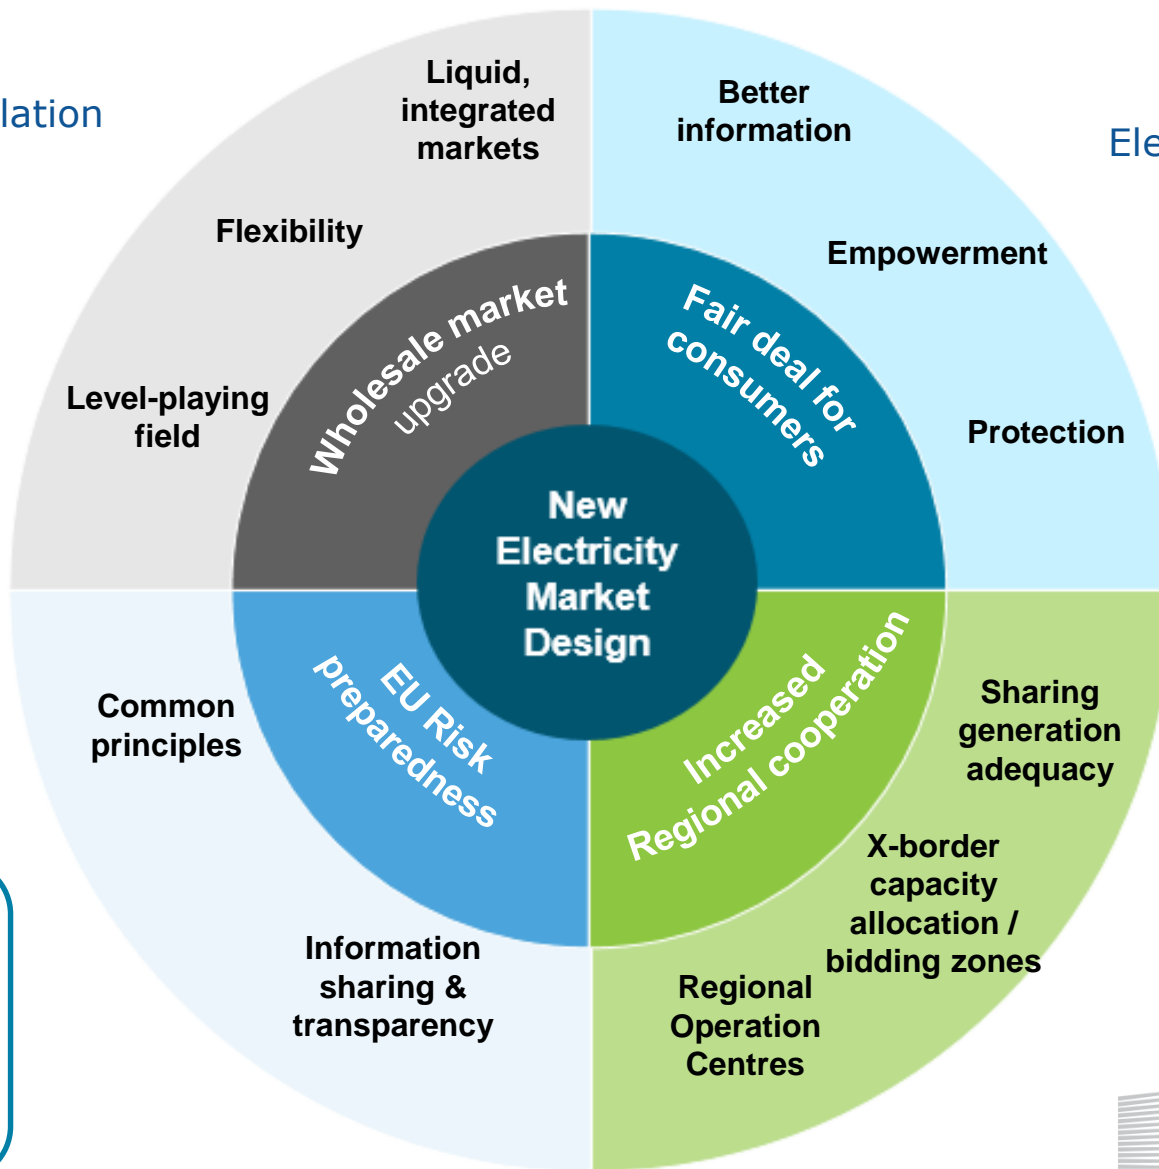 lation
Ele
Liquid,
integrated
markets
Flexibility
Level-playing
field
Wholesale market
upgrade
Better
information
Empowerment
Protection
Fair deal for
consumers
New
Electricity
Market
Design
Common
principles
Information
sharing &
transparency
EU Risk
preparedness
Increased
Regional cooperation
Sharing
generation
adequacy
X-border
capacity
allocation /
bidding zones
Regional
Operation
Centres